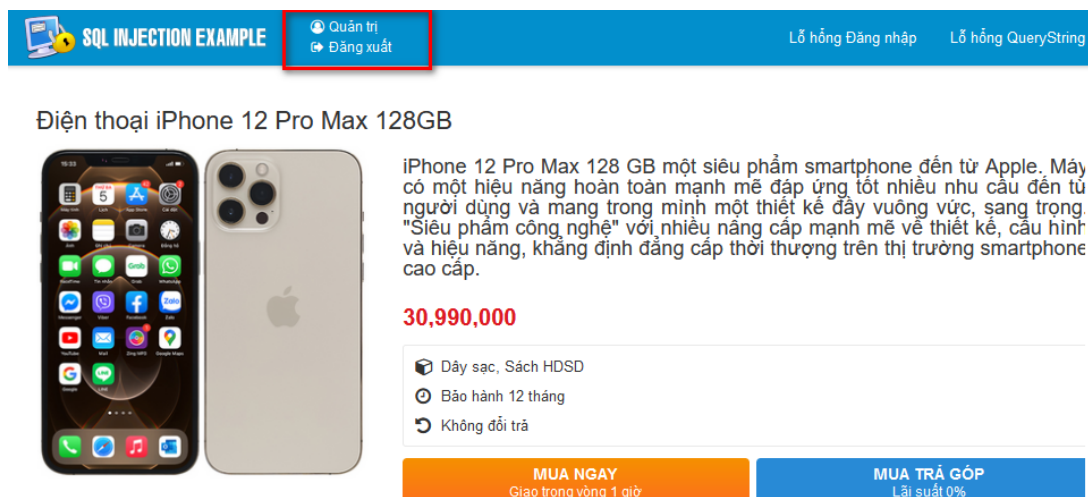 SQL INJECTION EXAMPLE
Quản trị
Đăng xuất
Lỗ hổng Đăng nhập
Lỗ hổng QueryString
Điện thoại iPhone 12 Pro Max 128GB
iPhone 12 Pro Max 128 GB một siêu phẩm smartphone đến từ Apple. Máy
có một hiệu năng hoàn toàn mạnh mẽ đáp ứng tốt nhiều nhu cầu đến từ
người dùng và mang trong mình một thiết kế đầy vuông vức, sang trọng.
"Siêu phẩm công nghệ" với nhiều nâng cấp mạnh mẽ về thiết kế, cấu hình
và hiệu năng, khẳng định đẳng cấp thời thượng trên thị trường smartphone
cao cấp.
30,990,000
Dây sạc, Sách HDSD
Bảo hành 12 tháng
Không đổi trả
MUA NGAY
Giao trong vòng 1 giờ
MUA TRẢ GÓP
Lãi suất 0%